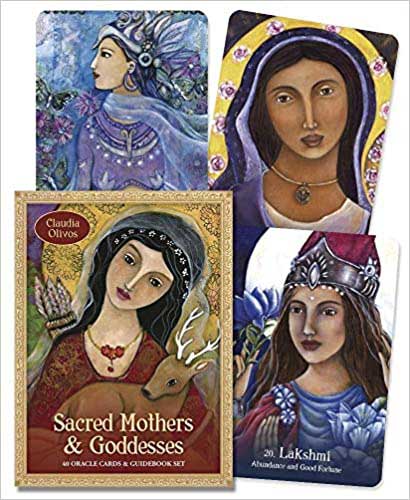 Claudia
Olivos
Sacred Mothers
& Goddesses
40 ORACLE CARDS & GUIDEBOOK SET
20. Lakshmi
Abundance and Good Fortune